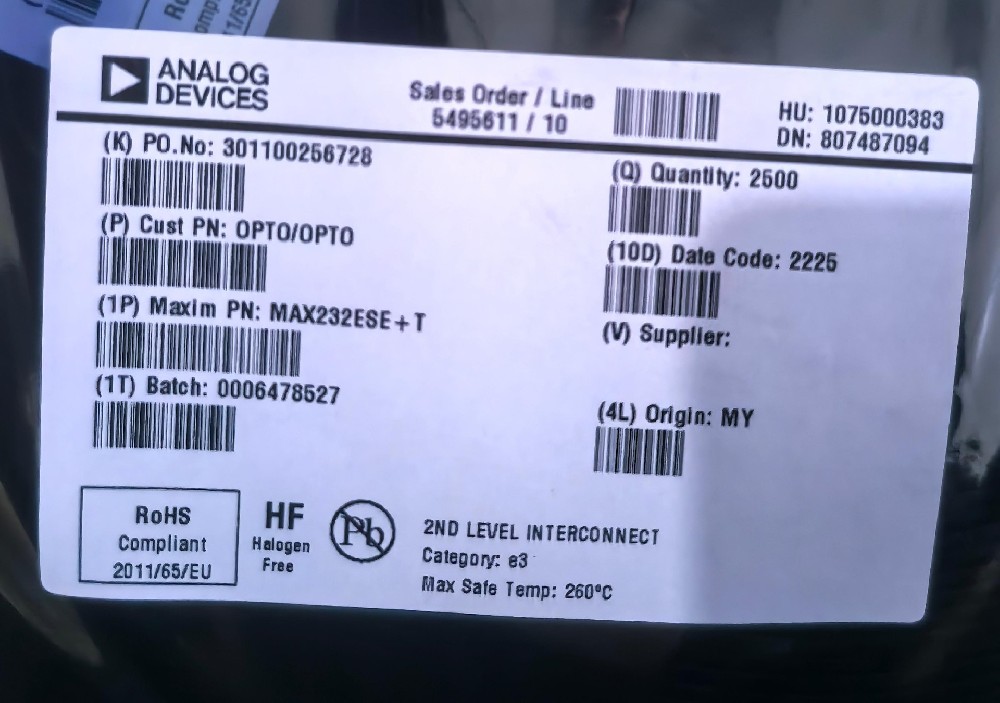 ANALOG
DEVICES
Sales Order / Line
5495611 / 10
HU: 1075000383
DN: 807487094
(K) PO.No: 301100256728
(Q) Quantity: 2500
(P) Cust PN: OPTO/OPTO
(10D) Date Code: 2225
(1P) Maxim PN: MAX232ESE+T
(V) Supplier:
(1T) Batch: 0006478527
(4L) Origin: MY
RoHS
Compliant
2011/65/EU
HF
Halogen
Free
Pb
2ND LEVEL INTERCONNECT
Category: e3
Max Safe Temp: 260°C